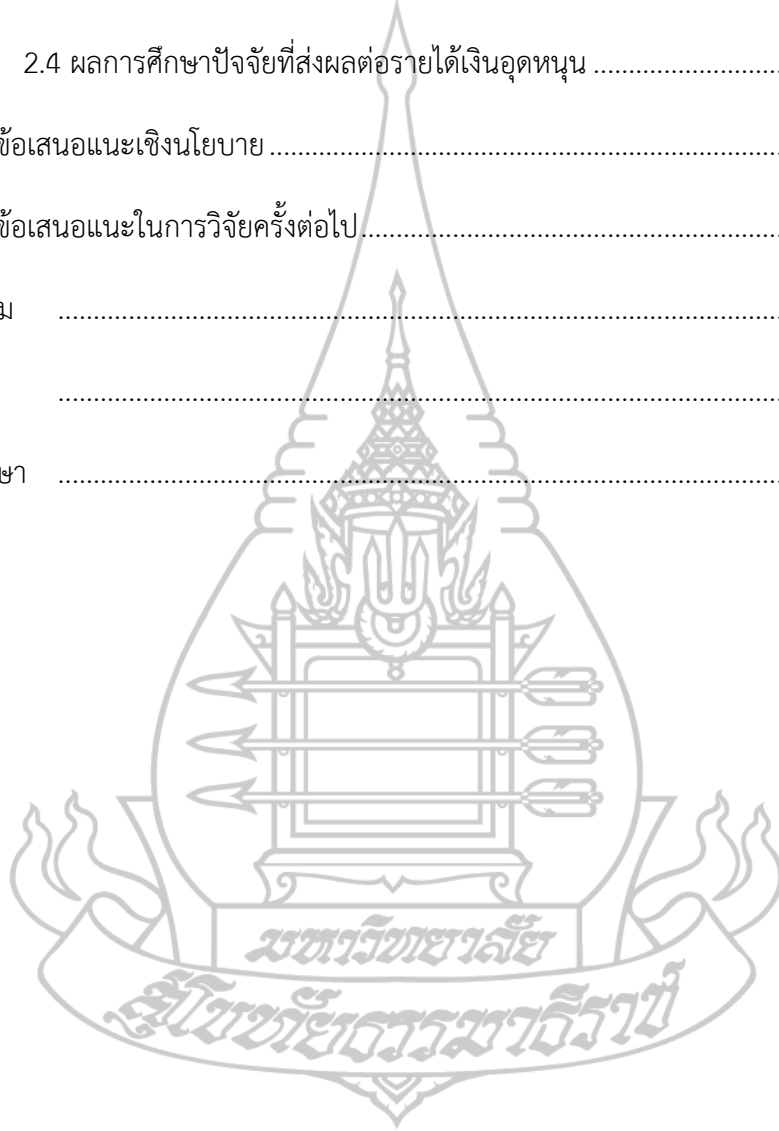 2.4 ผลการศึกษาปัจจัยที่ส่งผลต่อรายได้เงินอุดหนุน ............................
ข้อเสนอแนะเชิงนโยบาย ............................................................
ข้อเสนอแนะในการวิจัยครั้งต่อไป ................................................
ม ........................................................................................
........................................................................................
ษา ........................................................................................
มหาวิทยาลัย
สุโขทัยธรรมาธิราช